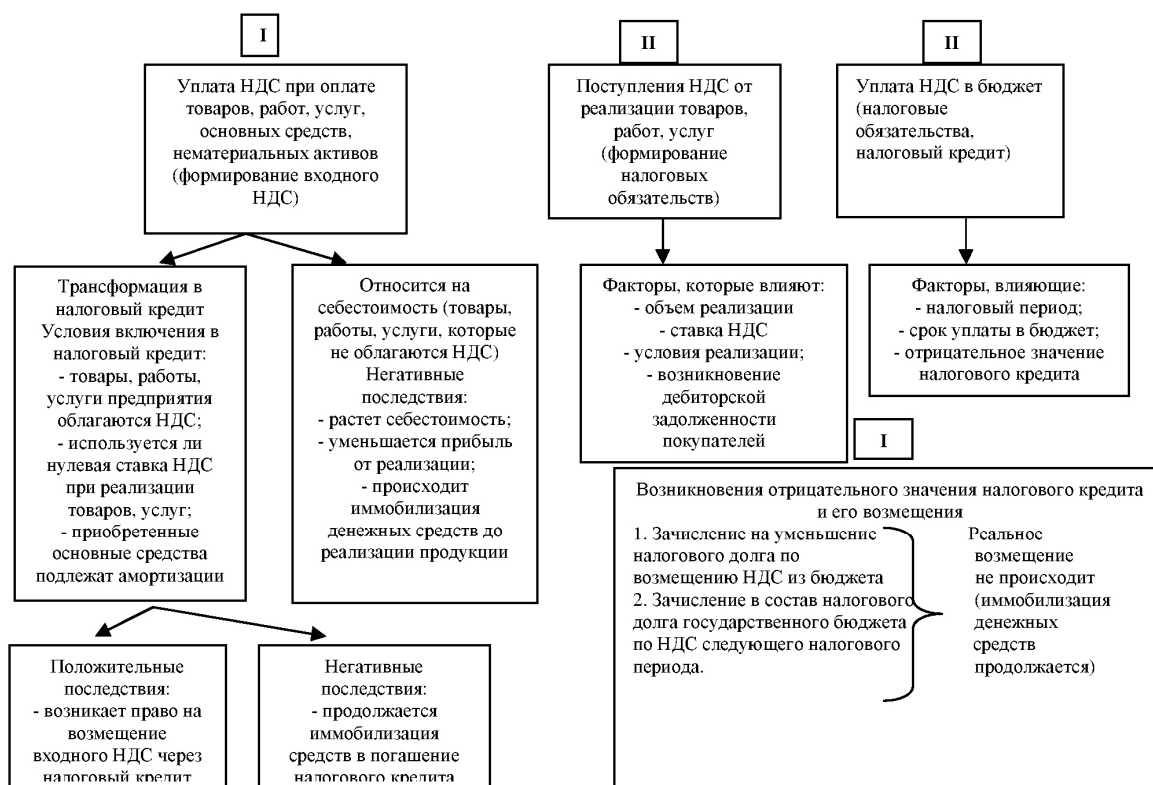 I
Уплата НДС при оплате
товаров, работ, услуг,
основных средств,
нематериальных активов
(формирование входного
НДС)
II
Поступления НДС от
реализации товаров,
работ, услуг
(формирование
налоговых
обязательств)
II
Уплата НДС в бюджет
(налоговые
обязательства,
налоговый кредит)
Трансформация в
налоговый кредит
Условия включения в
налоговый кредит:
- товары, работы,
услуги предприятия
облагаются НДС;
- используется ли
нулевая ставка НДС
при реализации
товаров, услуг;
- приобретенные
основные средства
подлежат амортизации
Относится на
себестоимость (товары,
работы, услуги, которые
не облагаются НДС)
Негативные
последствия:
- растет себестоимость;
- уменьшается прибыль
от реализации;
- происходит
иммобилизация
денежных средств до
реализации продукции
Факторы, которые влияют:
- объем реализации
- ставка НДС
- условия реализации;
- возникновение
дебиторской
задолженности
покупателей
Факторы, влияющие:
- налоговый период;
- срок уплаты в бюджет;
- отрицательное значение
налогового кредита
I
Возникновения отрицательного значения налогового кредита
и его возмещения
1. Зачисление на уменьшение
налогового долга по
возмещению НДС из бюджета
2. Зачисление в состав налогового
долга государственного бюджета
по НДС следующего налогового
периода.
Реальное
возмещение
не происходит
(иммобилизация
денежных
средств
продолжается)
Положительные
последствия:
- возникает право на
возмещение
входного НДС через
налоговый кредит
Негативные
последствия:
- продолжается
иммобилизация
средств в погашение
налогового кредита